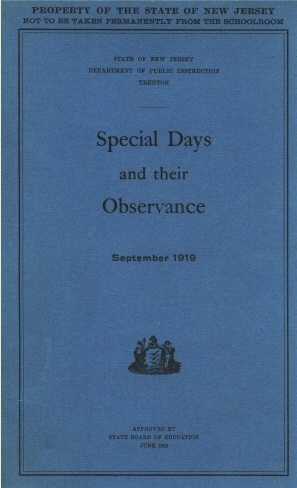 PROPERTY OF THE STATE OF NEW JERSEY
NOT TO BE TAKEN PERMANENTLY FROM THE SCHOOLROOM
STATE OF NEW JERSEY
DEPARTMENT OF PUBLIC INSTRUCTION
TRENTON
Special Days
and their
Observance
September 1919
APPROVED BY
STATE BOARD OF EDUCATION
JUNE